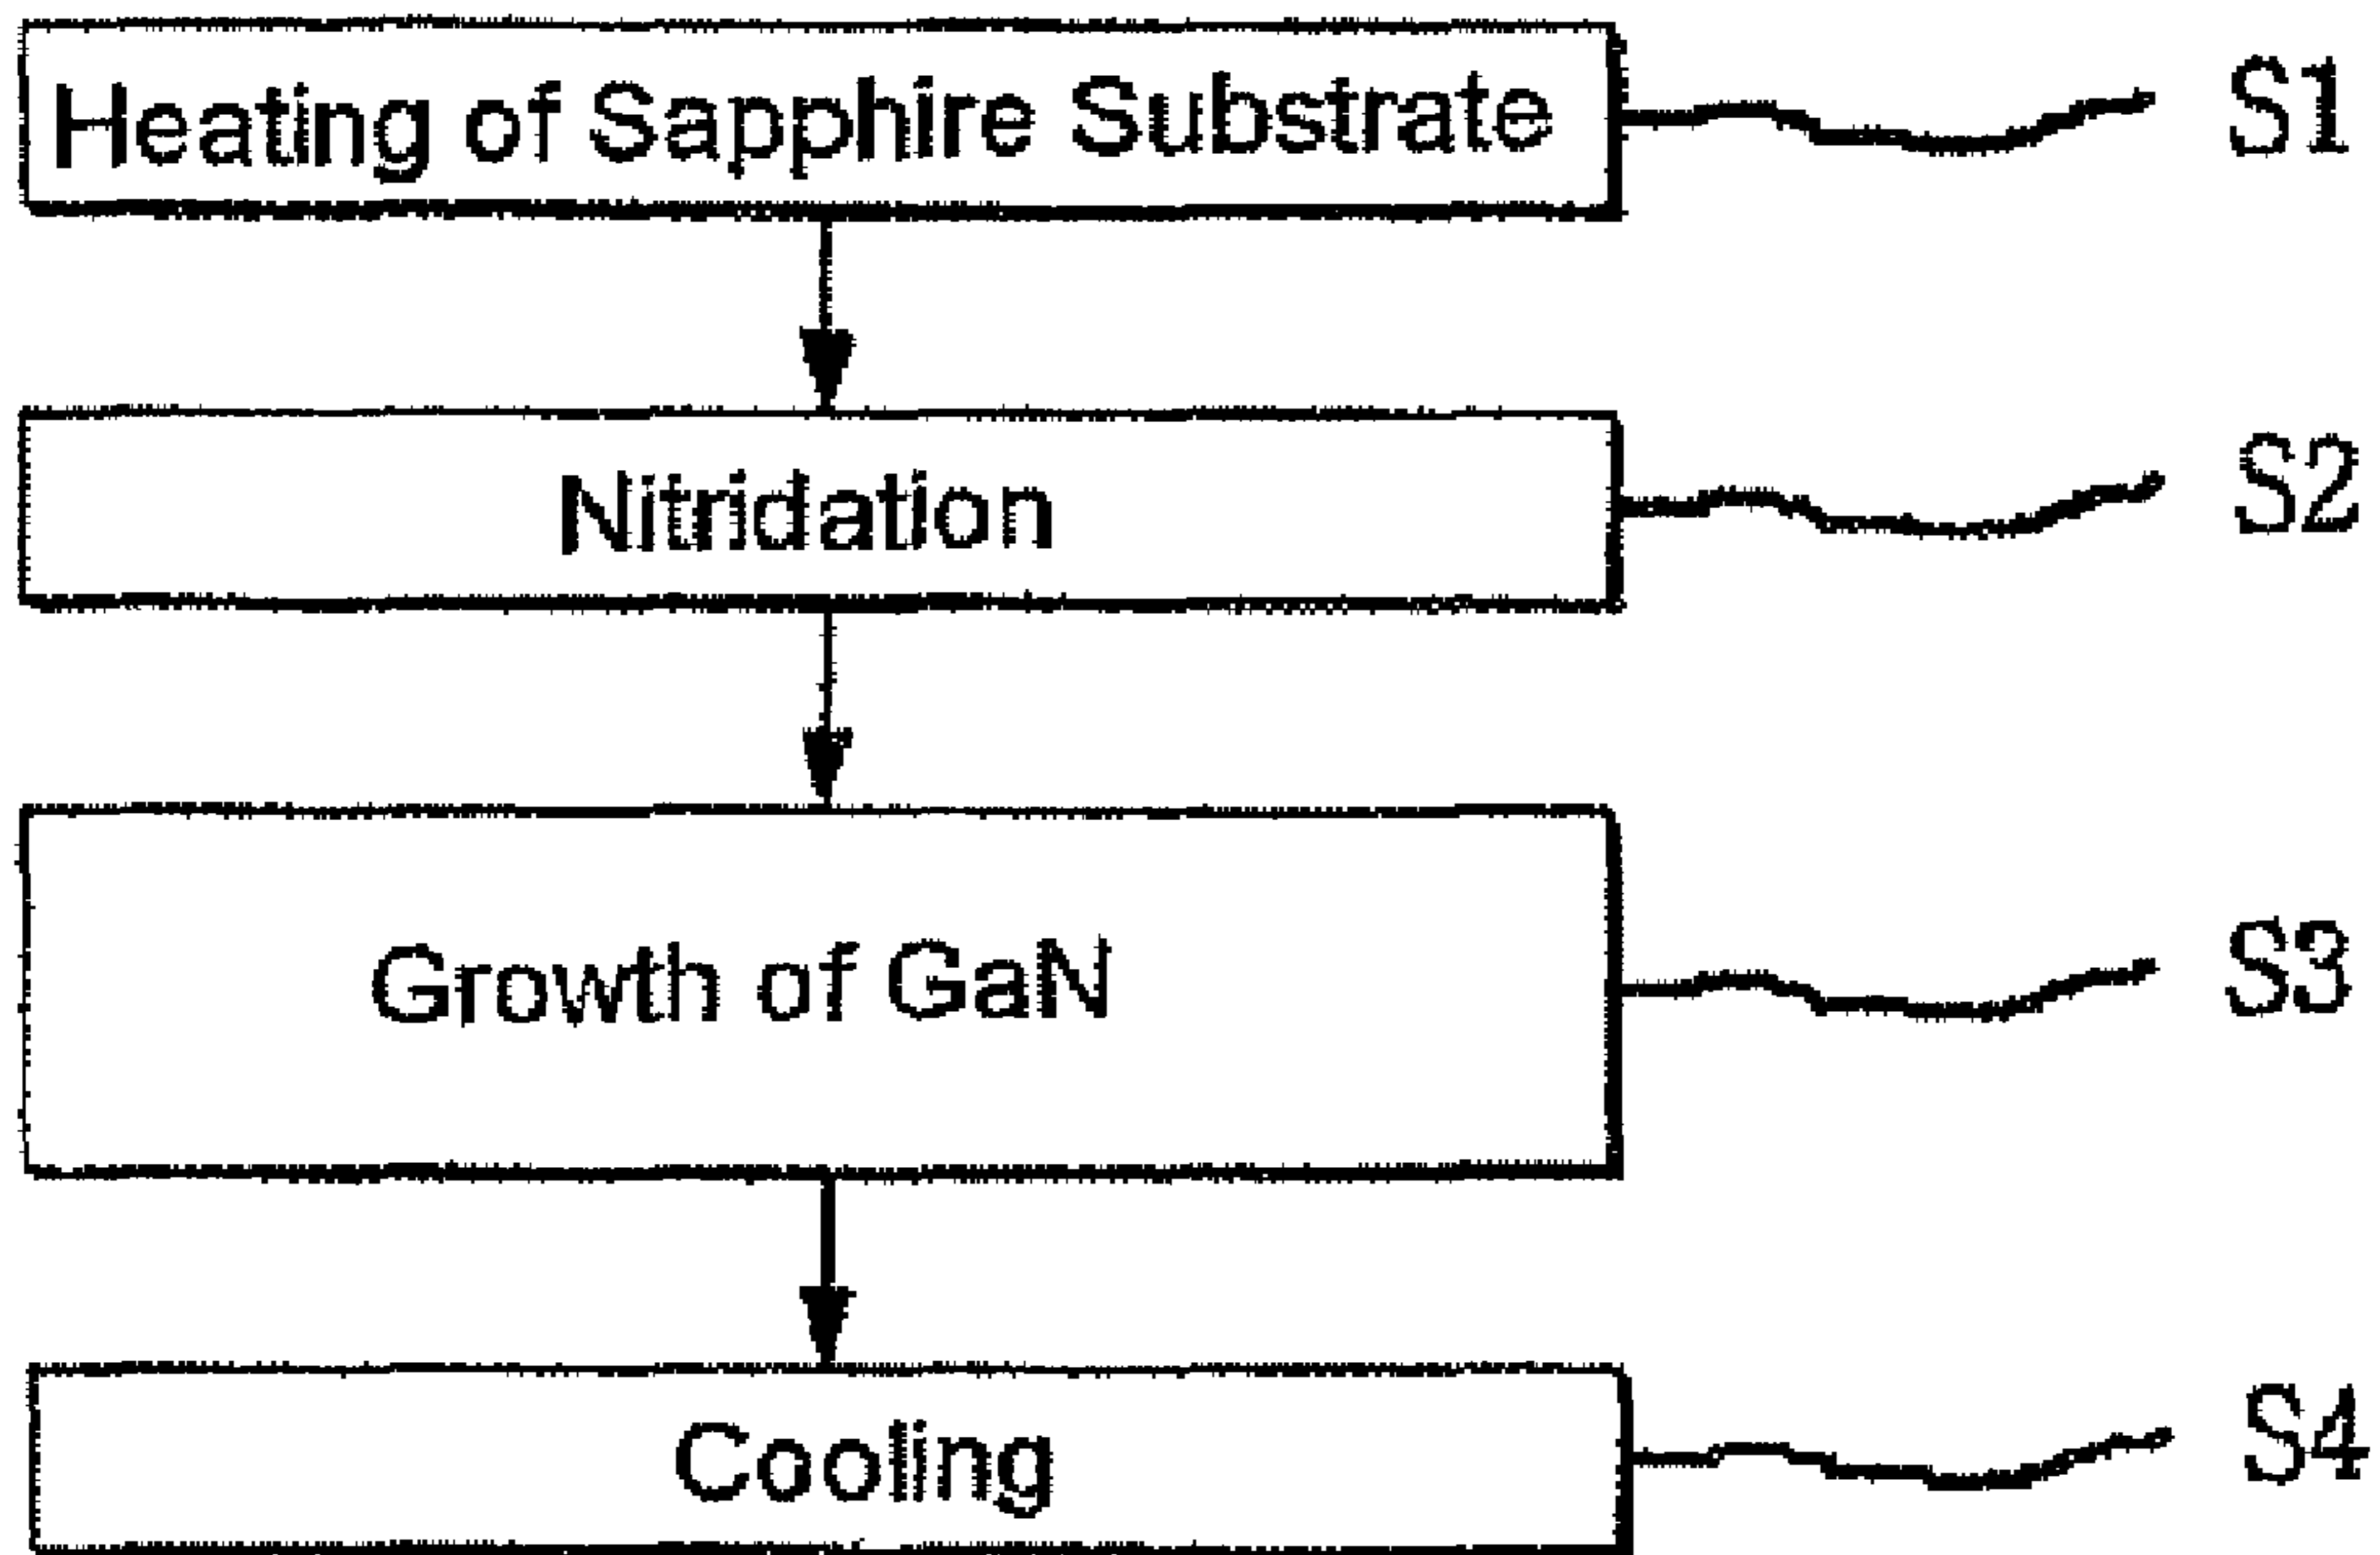 Heating of Sapphire Substrate S1
Nitridation S2
Growth of GaN S3
Cooling S4